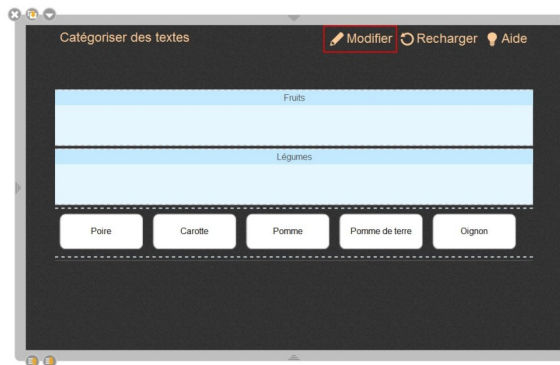 Catégoriser des textes Modifier Recharger Aide
Fruits
Légumes
Poire Carotte Pomme Pomme de terre Oignon